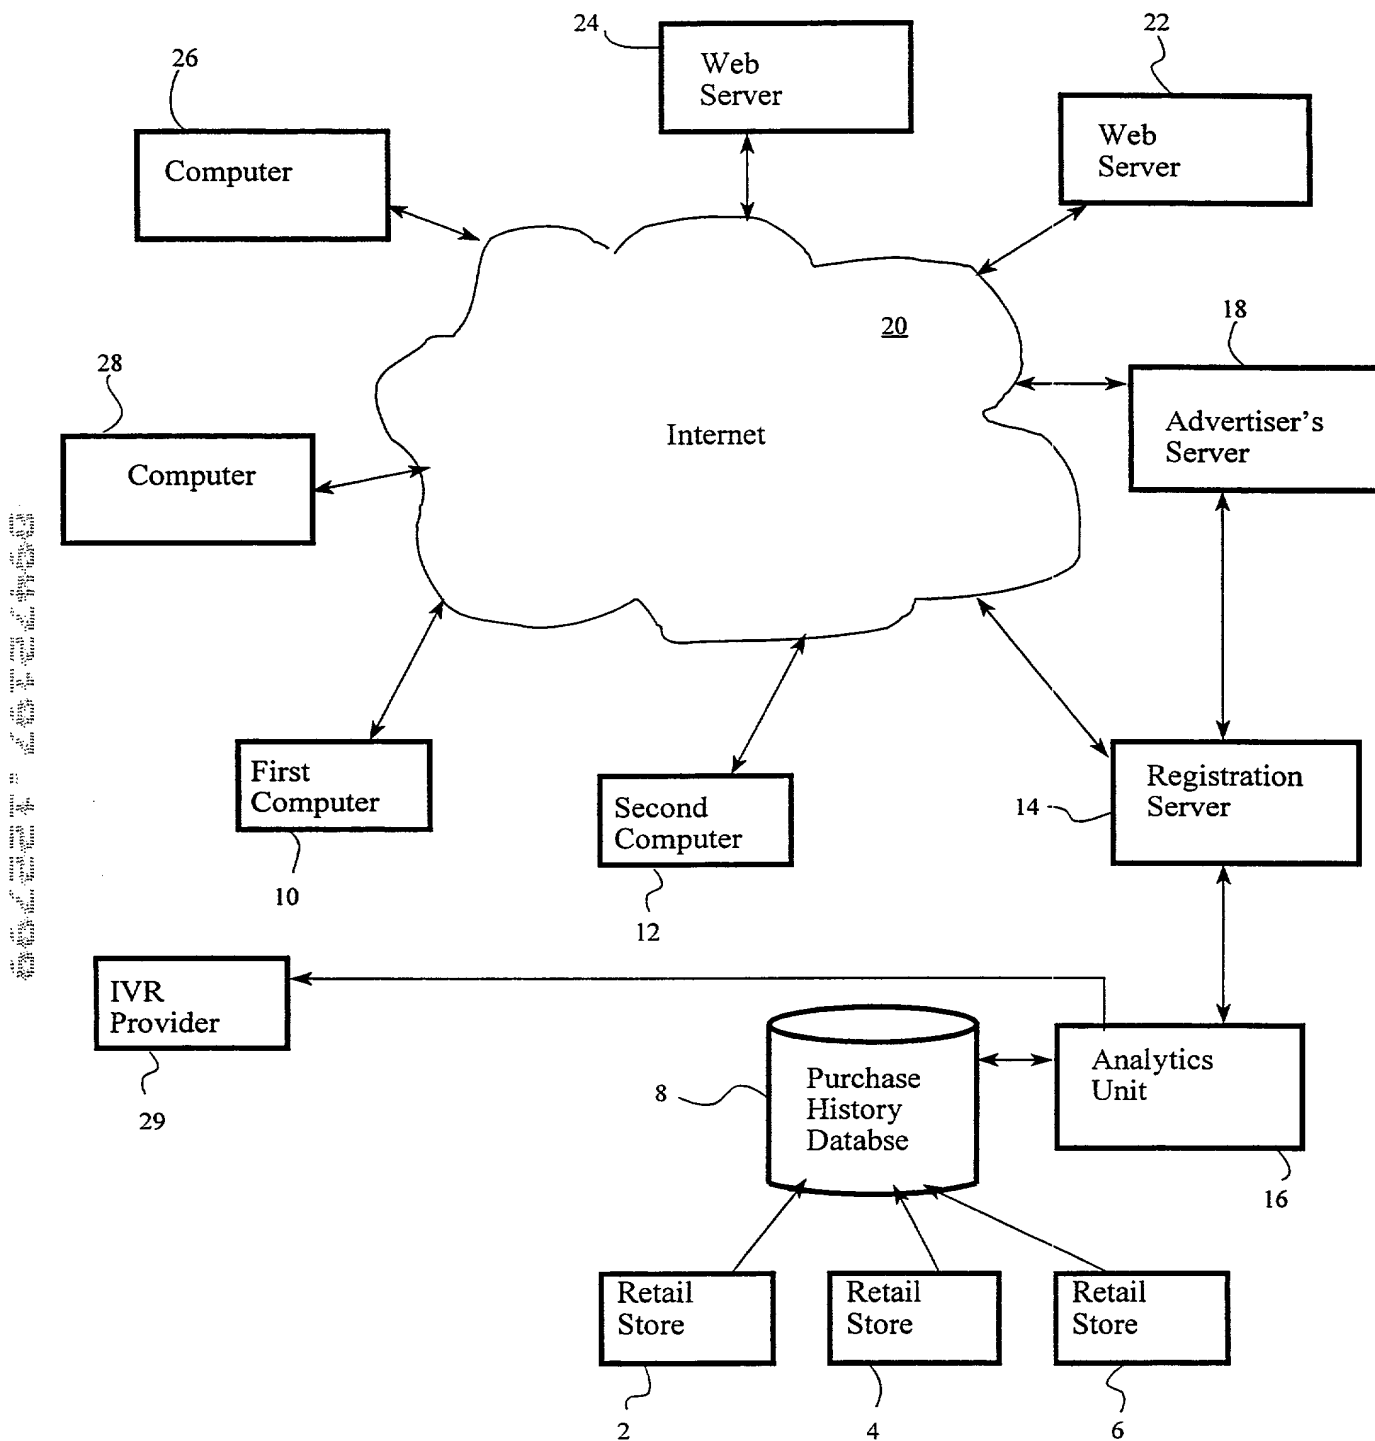 24
22
26
Web
Server
Web
Server
Computer
20
18
28
Internet
Advertiser's
Server
Computer
First
Computer
Second
Computer
Registration
Server
14
10
12
IVR
Provider
29
8
Purchase
History
Databse
Analytics
Unit
16
Retail
Store
Retail
Store
Retail
Store
2
4
6